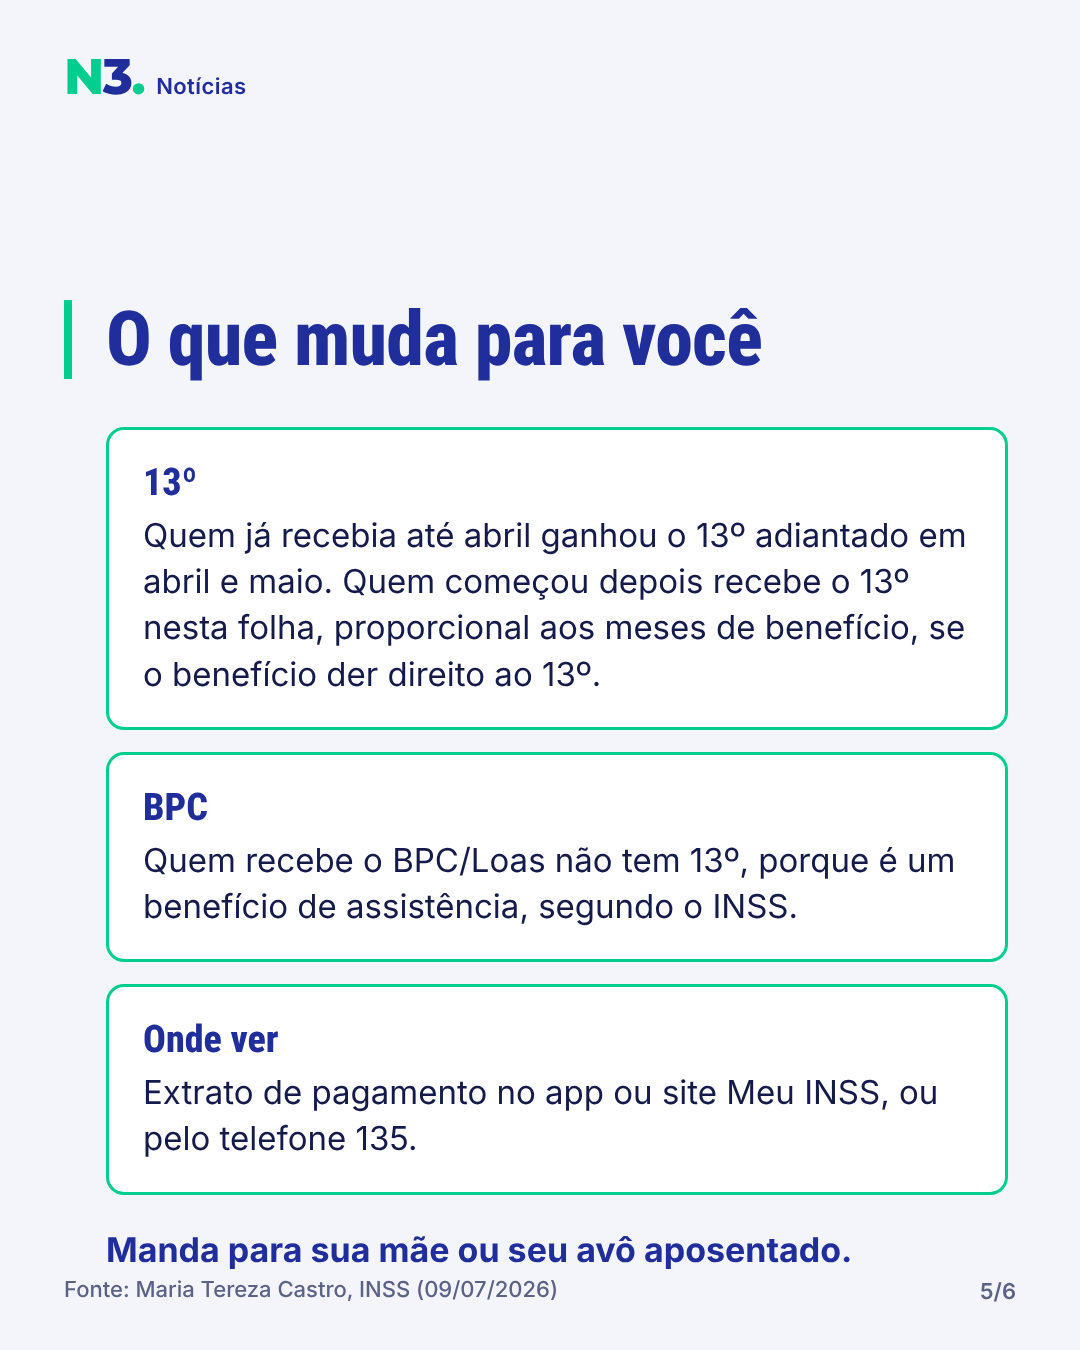 N3. Notícias
O que muda para você
13º
Quem já recebia até abril ganhou o 13º adiantado em
abril e maio. Quem começou depois recebe o 13º
nesta folha, proporcional aos meses de benefício, se
o benefício der direito ao 13º.
BPC
Quem recebe o BPC/Loas não tem 13º, porque é um
benefício de assistência, segundo o INSS.
Onde ver
Extrato de pagamento no app ou site Meu INSS, ou
pelo telefone 135.
Manda para sua mãe ou seu avô aposentado.
Fonte: Maria Tereza Castro, INSS (09/07/2026)
5/6